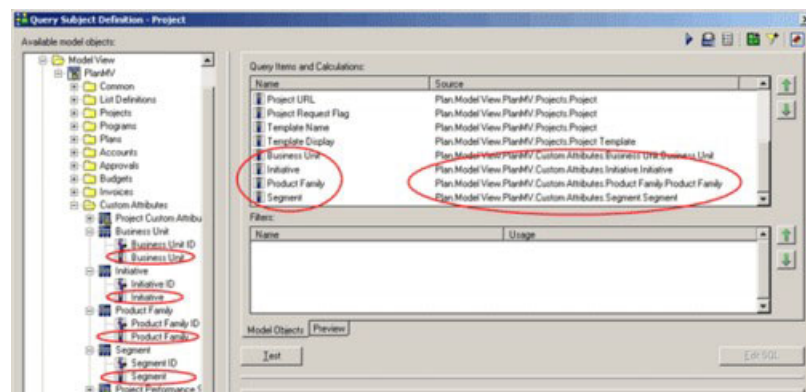 Query Subject Definition - Project
Available model objects:
Model View
PlanMV
Common
List Definitions
Projects
Programs
Plans
Accounts
Approvals
Budgets
Invoices
Custom Attributes
Project Custom Attribu
Business Unit
Business Unit ID
Business Unit
Initiative
Initiative ID
Initiative
Product Family
Product Family ID
Product Family
Segment
Segment ID
Segment
Project Performance S
Query Items and Calculations:
Name Source
Project URL Plan.Model View.PlanMV.Projects.Project
Project Request Flag Plan.Model View.PlanMV.Projects.Project
Template Name Plan.Model View.PlanMV.Projects.Project
Template Display Plan.Model View.PlanMV.Projects.Project Template
Business Unit Plan.Model View.PlanMV.Custom Attributes.Business Unit.Business Unit
Initiative Plan.Model View.PlanMV.Custom Attributes.Initiative.Initiative
Product Family Plan.Model View.PlanMV.Custom Attributes.Product Family.Product Family
Segment Plan.Model View.PlanMV.Custom Attributes.Segment.Segment
Filters:
Name Usage
Model Objects Preview
Test Edit SQL